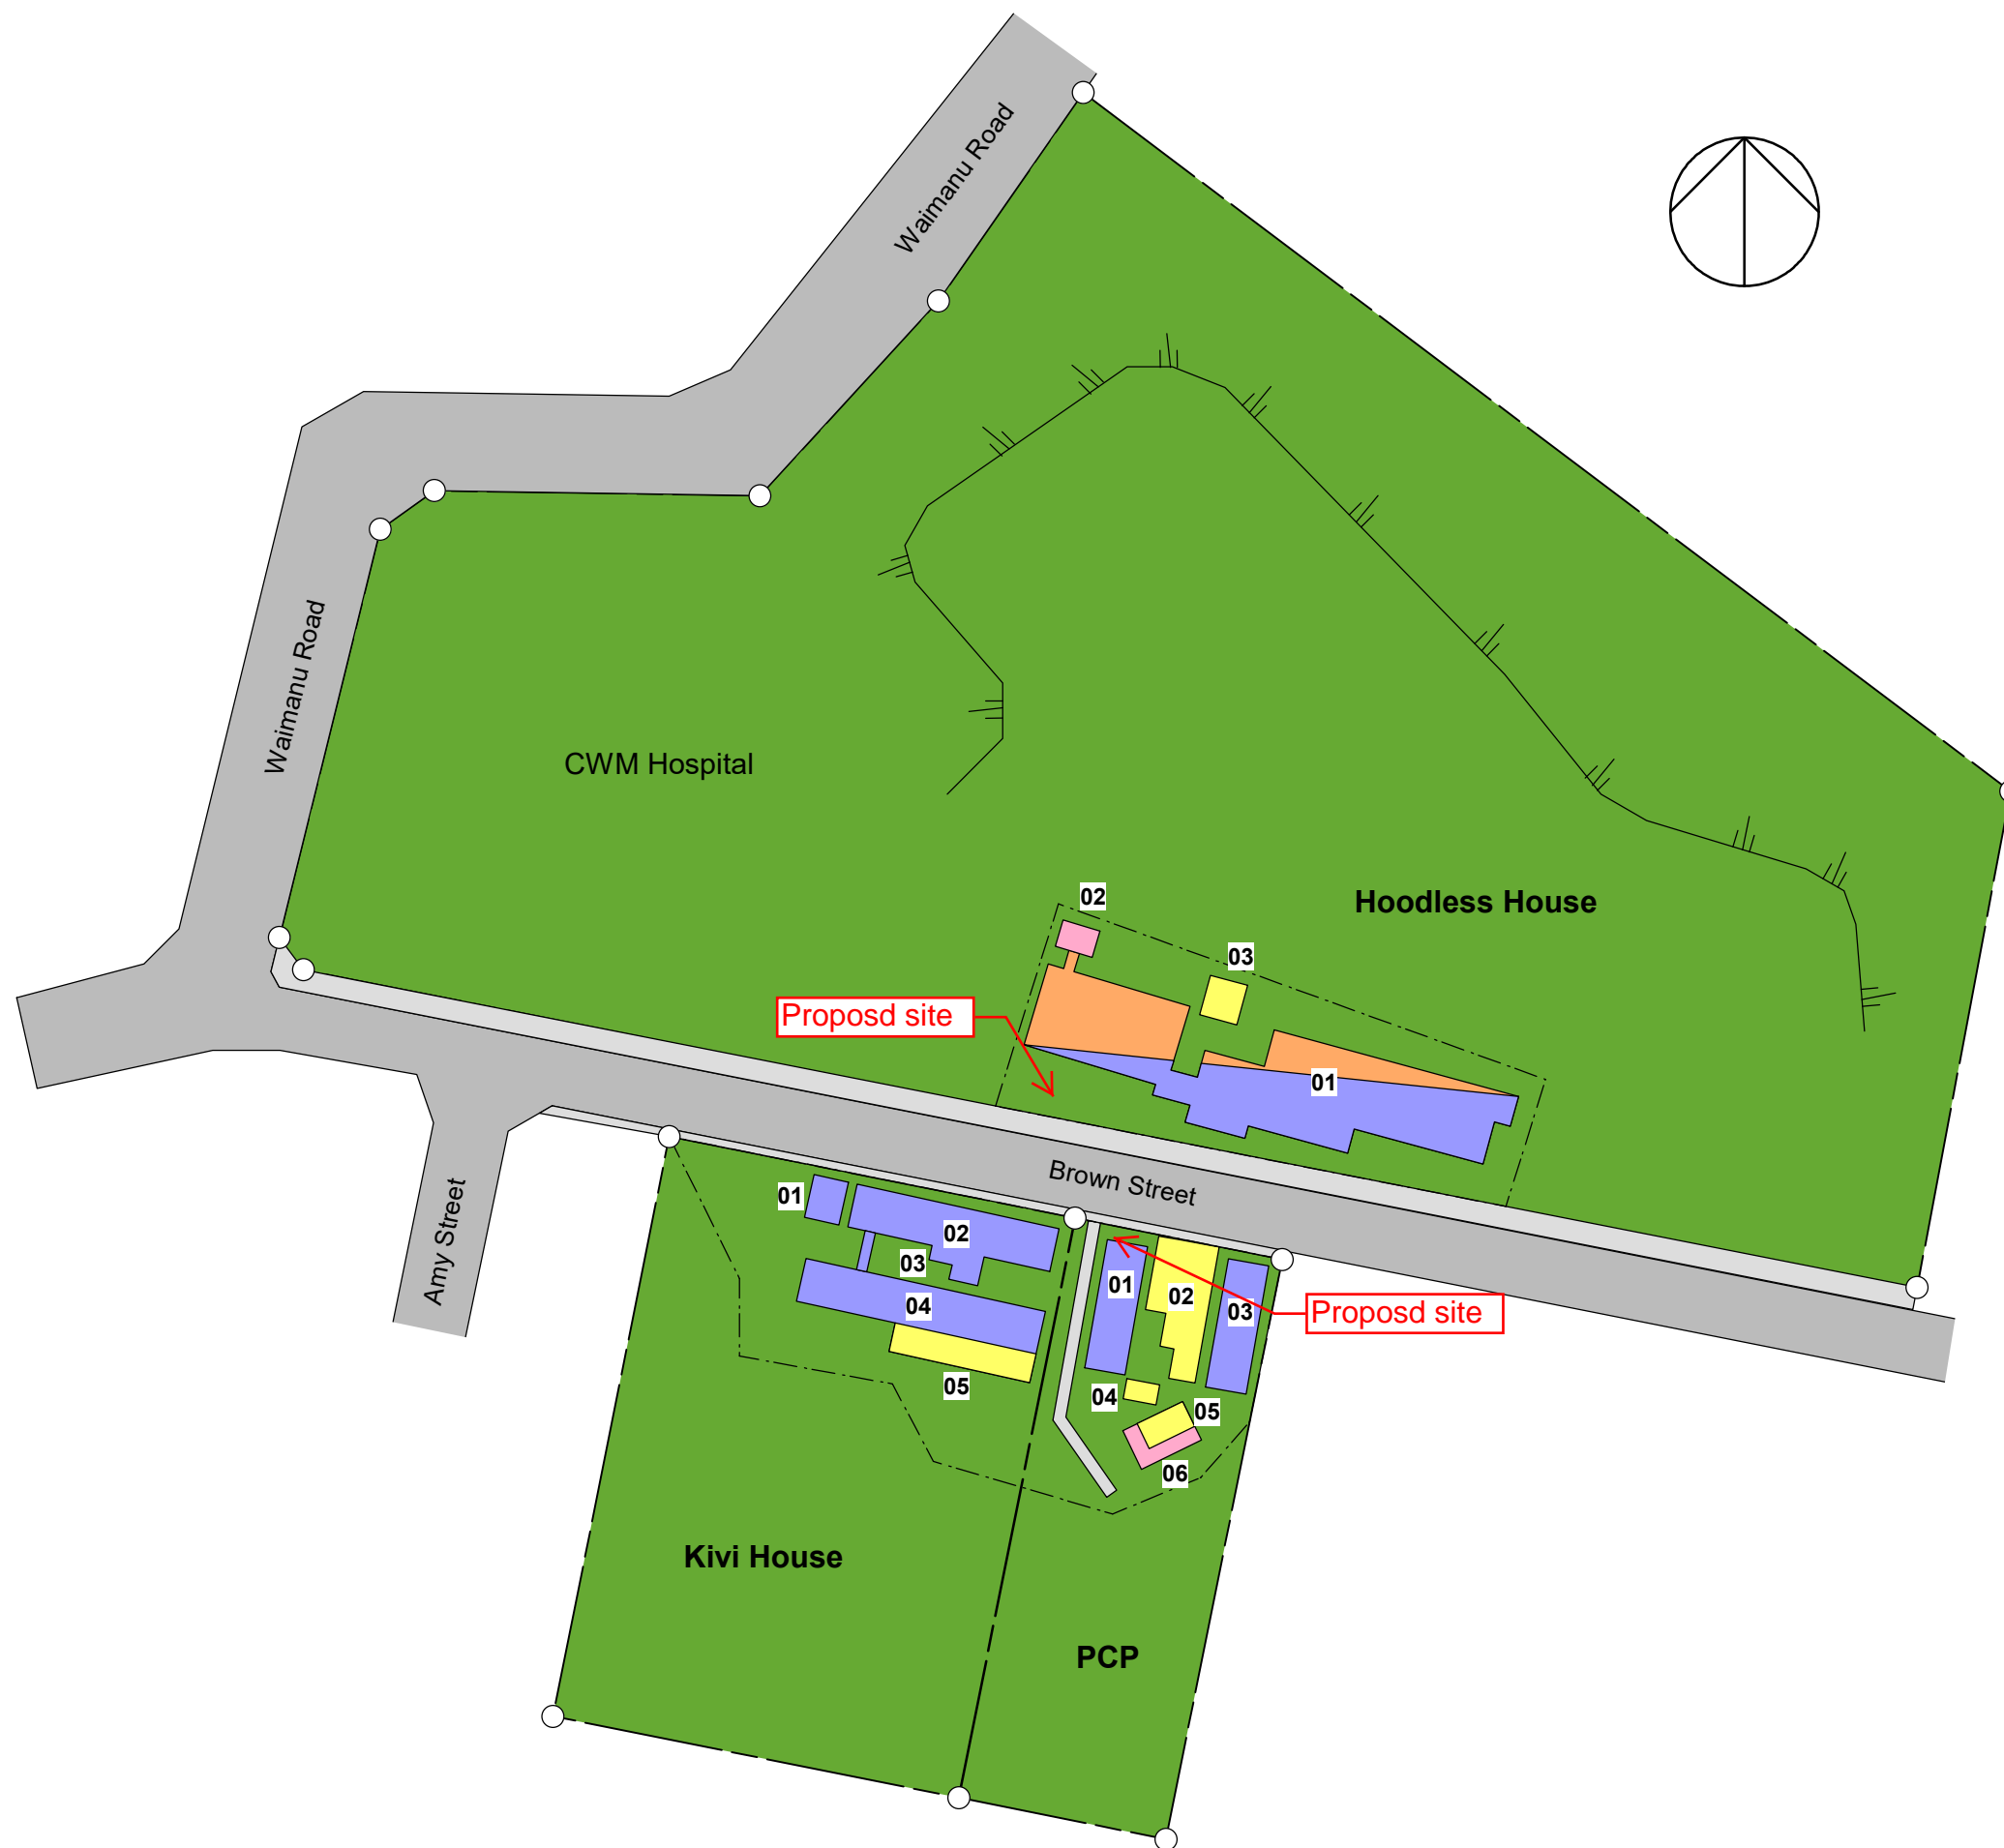 Waimanu Road
Waimanu Road
CWM Hospital
Hoodless House
02
03
Proposd site
01
Brown Street
Amy Street
01
02
03
04
05
01
02
03
Proposd site
04
05
06
Kivi House
PCP